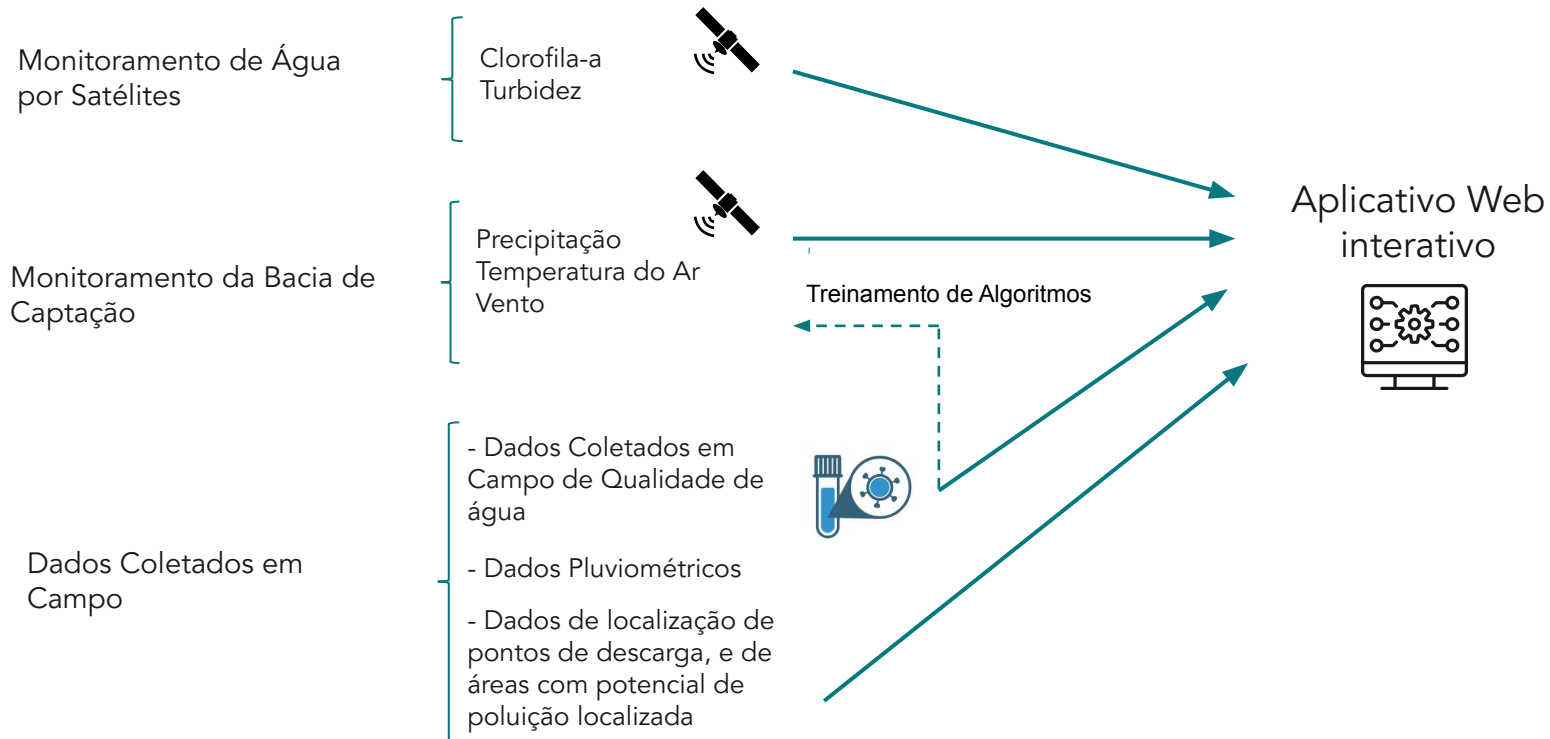 Monitoramento de Água
por Satélites
Clorofila-a
Turbidez
Monitoramento da Bacia de
Captação
Precipitação
Temperatura do Ar
Vento
Treinamento de Algoritmos
Aplicativo Web
interativo
Dados Coletados em
Campo
- Dados Coletados em
Campo de Qualidade de
água
- Dados Pluviométricos
- Dados de localização de
pontos de descarga, e de
áreas com potencial de
poluição localizada